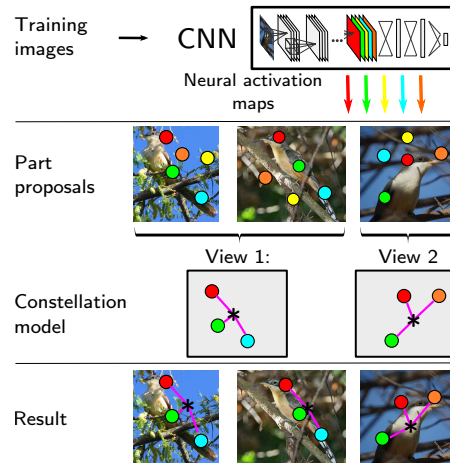 Training
images
CNN
Neural activation
maps
Part
proposals
View 1:
View 2
Constellation
model
Result